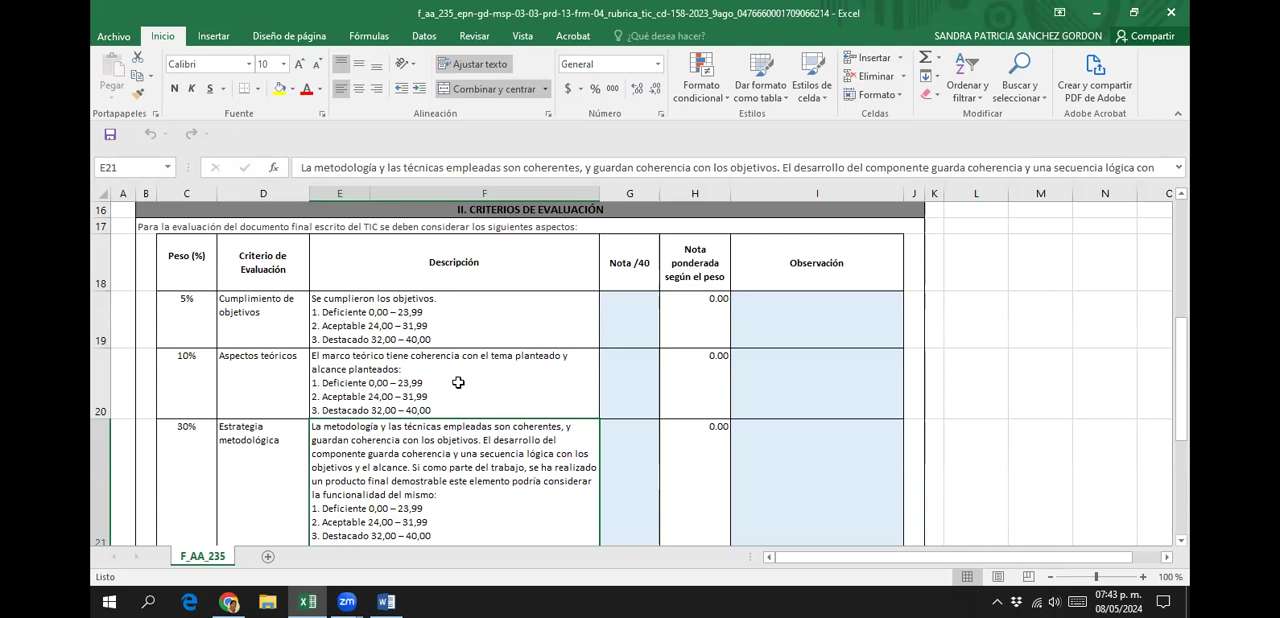 f_aa_235_epn-gd-msp-03-03-prd-13-frm-04_rubrica_tic_cd-158-2023_9ago_0476660001709066214 - Excel
Archivo Inicio Insertar Diseño de página Fórmulas Datos Revisar Vista Acrobat ¿Qué desea hacer? SANDRA PATRICIA SANCHEZ GORDON Compartir
Pegar
Calibri 10
N K S
Ajustar texto
Combinar y centrar
General
$ % 000
Formato condicional
Dar formato como tabla
Estilos de celda
Insertar
Eliminar
Formato
Ordenar y filtrar
Buscar y seleccionar
Crear y compartir PDF de Adobe
Portapapeles Fuente Alineación Número Estilos Celdas Modificar Adobe Acrobat
E21 fx La metodología y las técnicas empleadas son coherentes, y guardan coherencia con los objetivos. El desarrollo del componente guarda coherencia y una secuencia lógica con
A B C D E F G H I J K L M N
16 II. CRITERIOS DE EVALUACIÓN
17 Para la evaluación del documento final escrito del TIC se deben considerar los siguientes aspectos:
18
Peso (%)
Criterio de
Evaluación
Descripción
Nota /40
Nota
ponderada
según el peso
Observación
19
5%
Cumplimiento de
objetivos
Se cumplieron los objetivos.
1. Deficiente 0,00 – 23,99
2. Aceptable 24,00 – 31,99
3. Destacado 32,00 – 40,00
0.00
20
10%
Aspectos teóricos
El marco teórico tiene coherencia con el tema planteado y
alcance planteados:
1. Deficiente 0,00 – 23,99
2. Aceptable 24,00 – 31,99
3. Destacado 32,00 – 40,00
0.00
21
30%
Estrategia
metodológica
La metodología y las técnicas empleadas son coherentes, y
guardan coherencia con los objetivos. El desarrollo del
componente guarda coherencia y una secuencia lógica con los
objetivos y el alcance. Si como parte del trabajo, se ha realizado
un producto final demostrable este elemento podría considerar
la funcionalidad del mismo:
1. Deficiente 0,00 – 23,99
2. Aceptable 24,00 – 31,99
3. Destacado 32,00 – 40,00
0.00
F_AA_235
Listo 100 %
zm
07:43 p. m.
08/05/2024